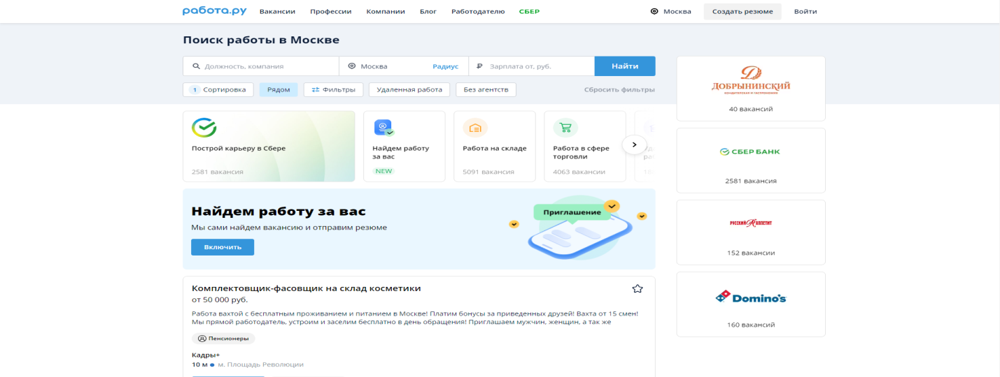 работа.ру Вакансии Профессии Компании Блог Работодателю СБЕР Москва Создать резюме Войти
Поиск работы в Москве
Должность, компания Москва Радиус ₽ Зарплата от, руб. Найти
1 Сортировка Рядом Фильтры Удаленная работа Без агентств Сбросить фильтры
Построй карьеру в Сбере
2581 вакансия
Найдем работу
за вас
NEW
Работа на складе
5091 вакансия
Работа в сфере
торговли
4063 вакансии
Найдем работу за вас
Мы сами найдем вакансию и отправим резюме
Включить
Приглашение
Комплектовщик-фасовщик на склад косметики
от 50 000 руб.
Работа вахтой с бесплатным проживанием и питанием в Москве! Платим бонусы за приведенных друзей! Вахта от 15 смен!
Мы прямой работодатель, устроим и заселим бесплатно в день обращения! Приглашаем мужчин, женщин, а так же
Пенсионеры
Кадры+
10 м м. Площадь Революции
ДОБРЫНИНСКИЙ
КОНДИТЕРСКАЯ И ГАСТРОНОМИЯ
40 вакансий
СБЕР БАНК
2581 вакансия
РУССКИЙ АППЕТИТ
152 вакансии
Domino's
160 вакансий